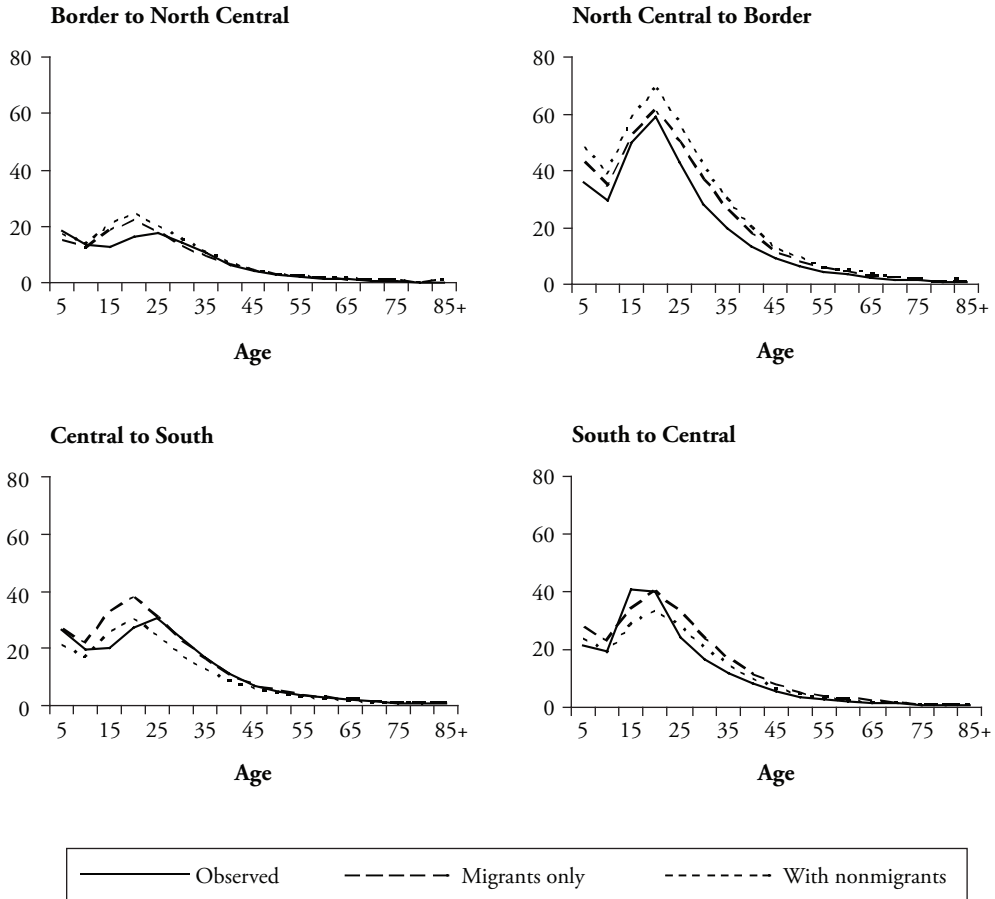 Border to North Central
80
60
40
20
0
5 15 25 35 45 55 65 75 85+
Age
North Central to Border
80
60
40
20
0
5 15 25 35 45 55 65 75 85+
Age
Central to South
80
60
40
20
0
5 15 25 35 45 55 65 75 85+
Age
South to Central
80
60
40
20
0
5 15 25 35 45 55 65 75 85+
Age
Observed Migrants only With nonmigrants